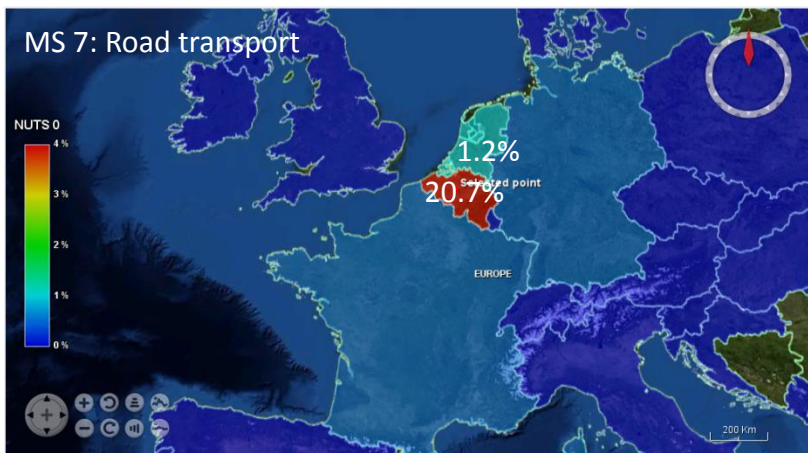 MS 7: Road transport
NUTS 0
4 %
3 %
2 %
1 %
0 %
1.2%
Selected point
20.7%
EUROPE
200 Km